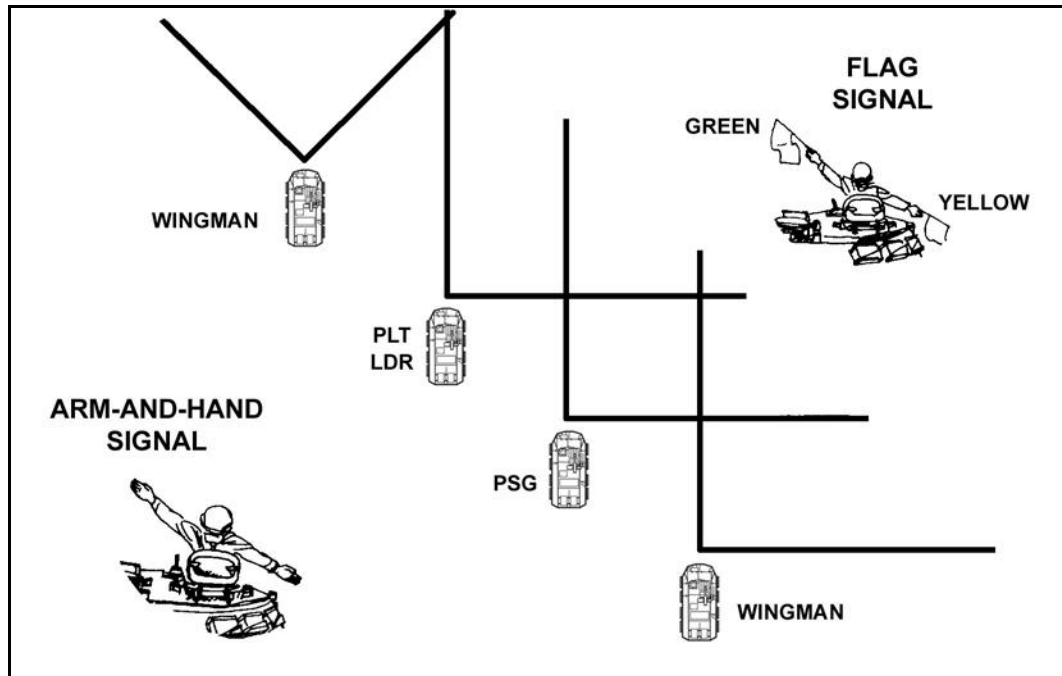 FLAG
SIGNAL
GREEN
YELLOW
WINGMAN
PLT
LDR
ARM-AND-HAND
SIGNAL
PSG
WINGMAN